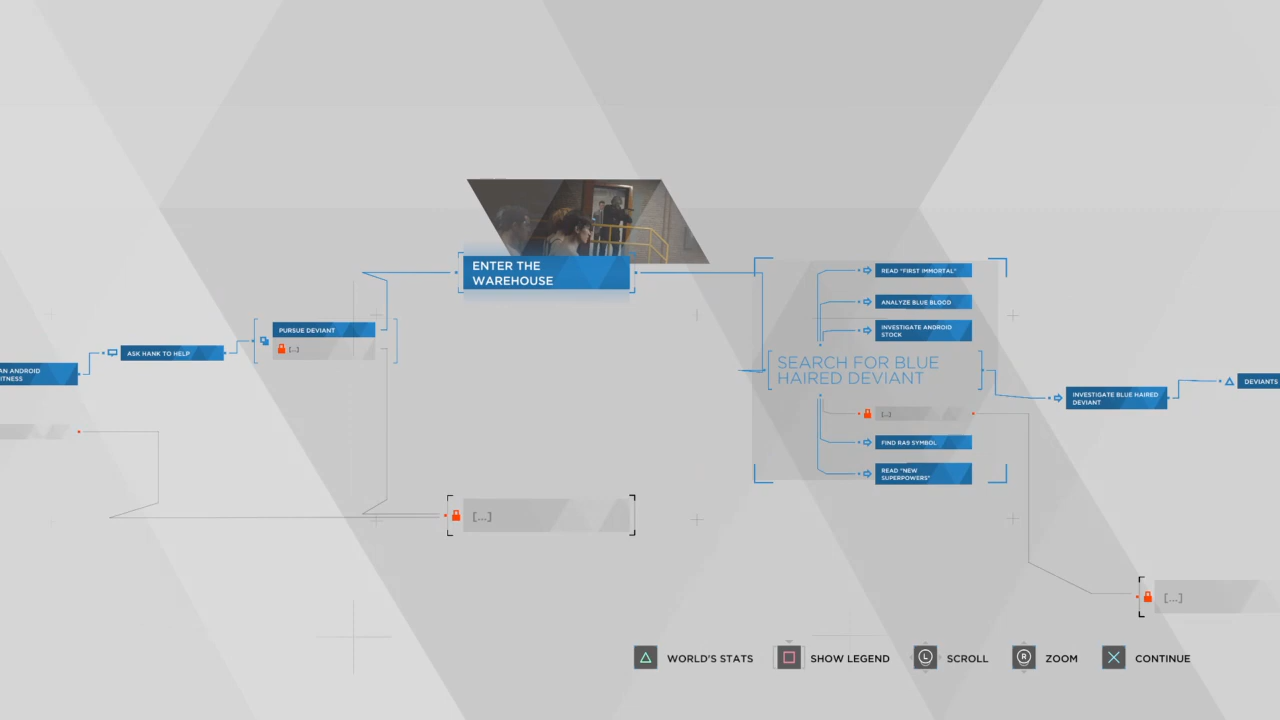 AN ANDROID
ITNESS
ASK HANK TO HELP
PURSUE DEVIANT
[...]
ENTER THE
WAREHOUSE
[...]
READ "FIRST IMMORTAL"
ANALYZE BLUE BLOOD
INVESTIGATE ANDROID
STOCK
SEARCH FOR BLUE
HAIRED DEVIANT
[...]
FIND RA9 SYMBOL
READ "NEW
SUPERPOWERS"
INVESTIGATE BLUE HAIRED
DEVIANT
DEVIANTS
[...]
WORLD'S STATS
SHOW LEGEND
L
SCROLL
R
ZOOM
CONTINUE